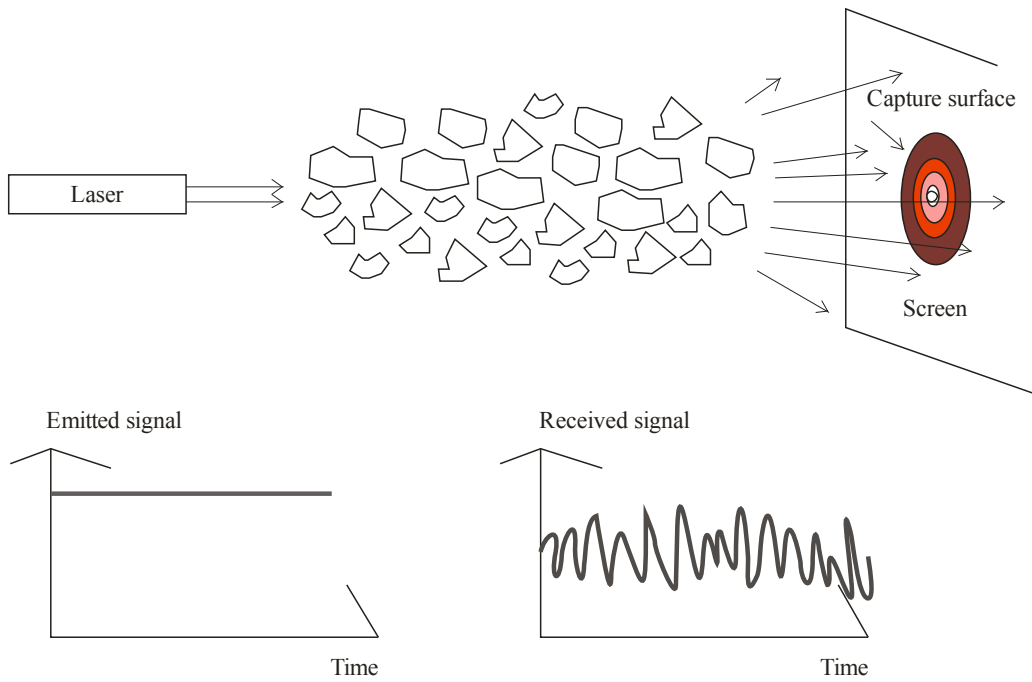 Capture surface
Laser
Screen
Emitted signal
Received signal
Time
Time